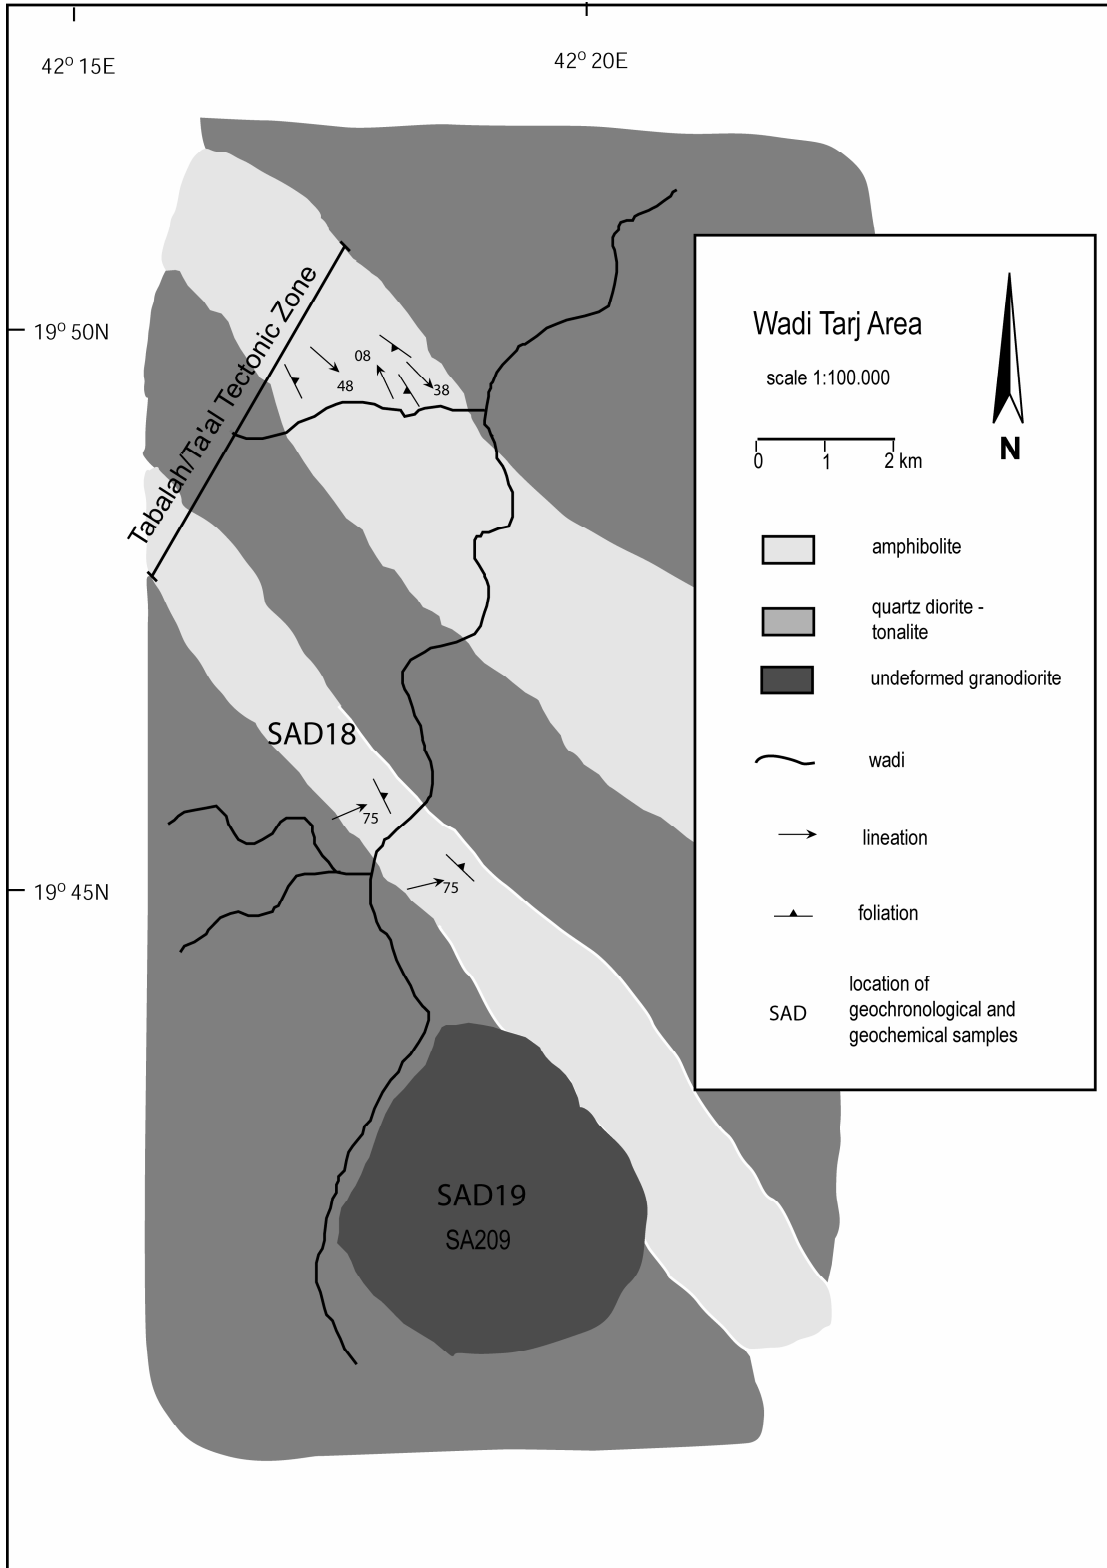 42° 15E
42° 20E
19° 50N
Tabalah/Ta'al Tectonic Zone
08
48
38
SAD18
75
75
19° 45N
SAD19
SA209
Wadi Tarj Area
scale 1:100.000
N
0 1 2 km
amphibolite
quartz diorite -
tonalite
undeformed granodiorite
wadi
lineation
foliation
SAD
location of
geochronological and
geochemical samples